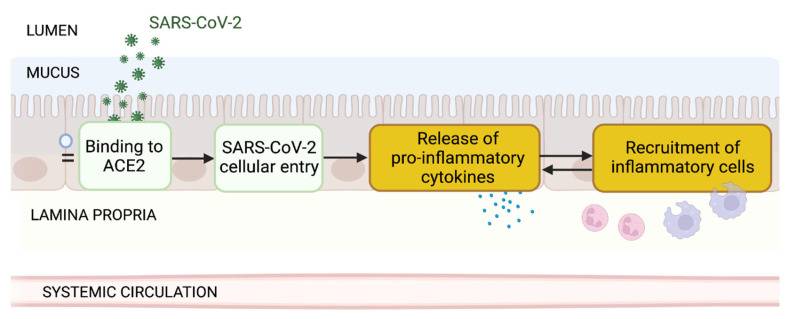 SARS-CoV-2
LUMEN
MUCUS
Binding to
ACE2
SARS-CoV-2
cellular entry
Release of
pro-inflammatory
cytokines
Recruitment of
inflammatory cells
LAMINA PROPRIA
SYSTEMIC CIRCULATION